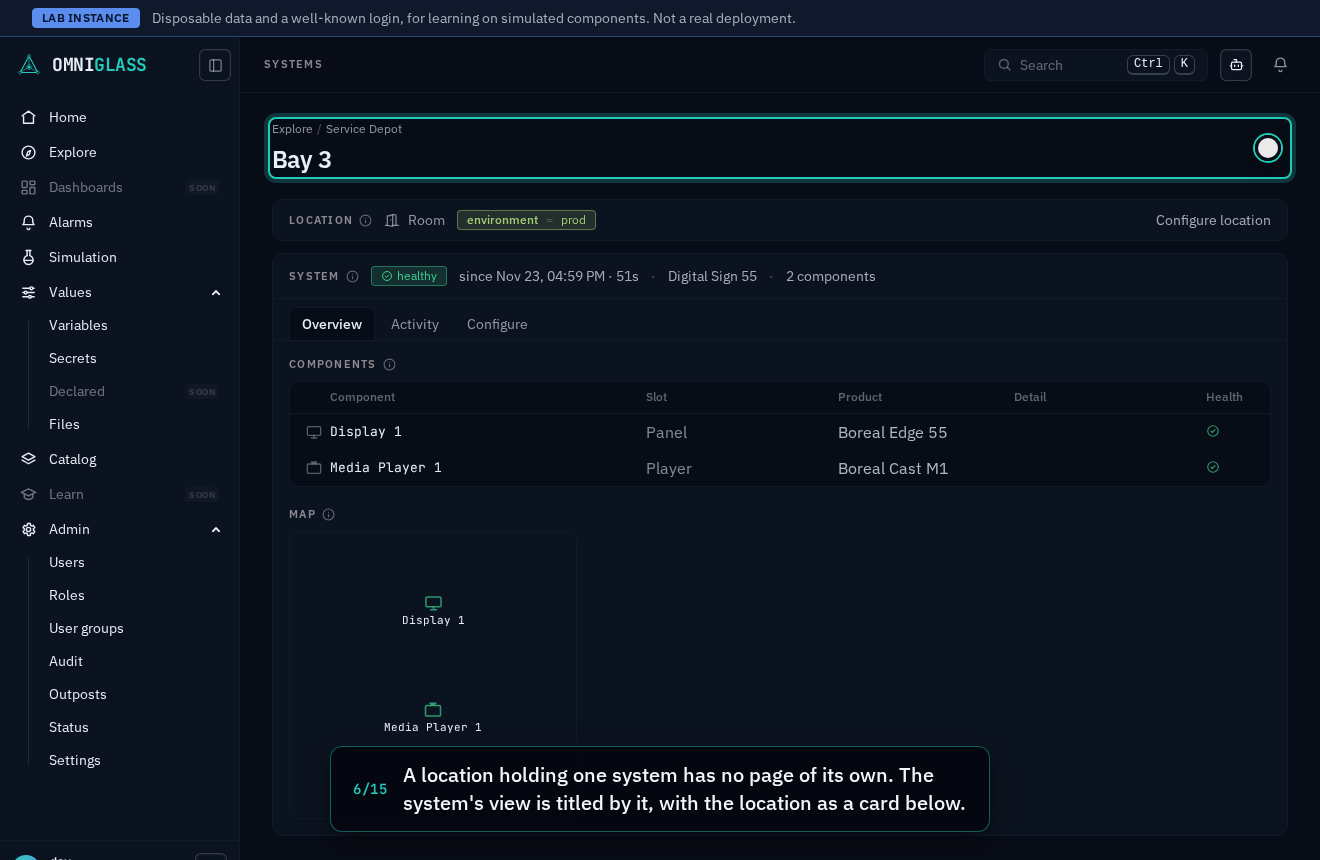 LAB INSTANCE Disposable data and a well-known login, for learning on simulated components. Not a real deployment.
OMNIGLASS
SYSTEMS
Search Ctrl K
Home
Explore
Dashboards SOON
Alarms
Simulation
Values
Variables
Secrets
Declared SOON
Files
Catalog
Learn SOON
Admin
Users
Roles
User groups
Audit
Outposts
Status
Settings
Explore / Service Depot
Bay 3
LOCATION Room environment = prod Configure location
SYSTEM healthy since Nov 23, 04:59 PM · 51s · Digital Sign 55 · 2 components
Overview Activity Configure
COMPONENTS
Component Slot Product Detail Health
Display 1 Panel Boreal Edge 55
Media Player 1 Player Boreal Cast M1
MAP
Display 1
Media Player 1
6/15 A location holding one system has no page of its own. The
system's view is titled by it, with the location as a card below.